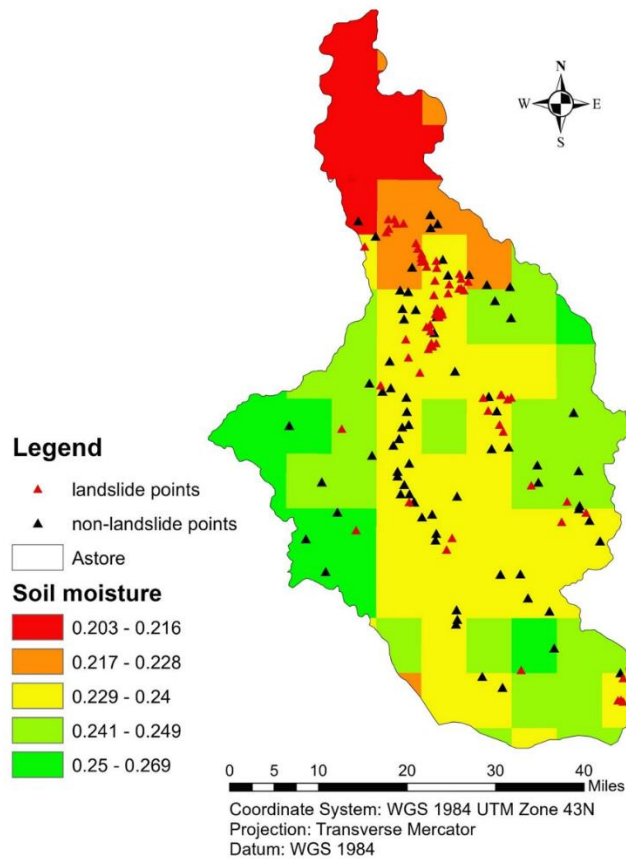 N
W E
S
Legend
landslide points
non-landslide points
Astore
Soil moisture
0.203 - 0.216
0.217 - 0.228
0.229 - 0.24
0.241 - 0.249
0.25 - 0.269
0 5 10 20 30 40
Miles
Coordinate System: WGS 1984 UTM Zone 43N
Projection: Transverse Mercator
Datum: WGS 1984